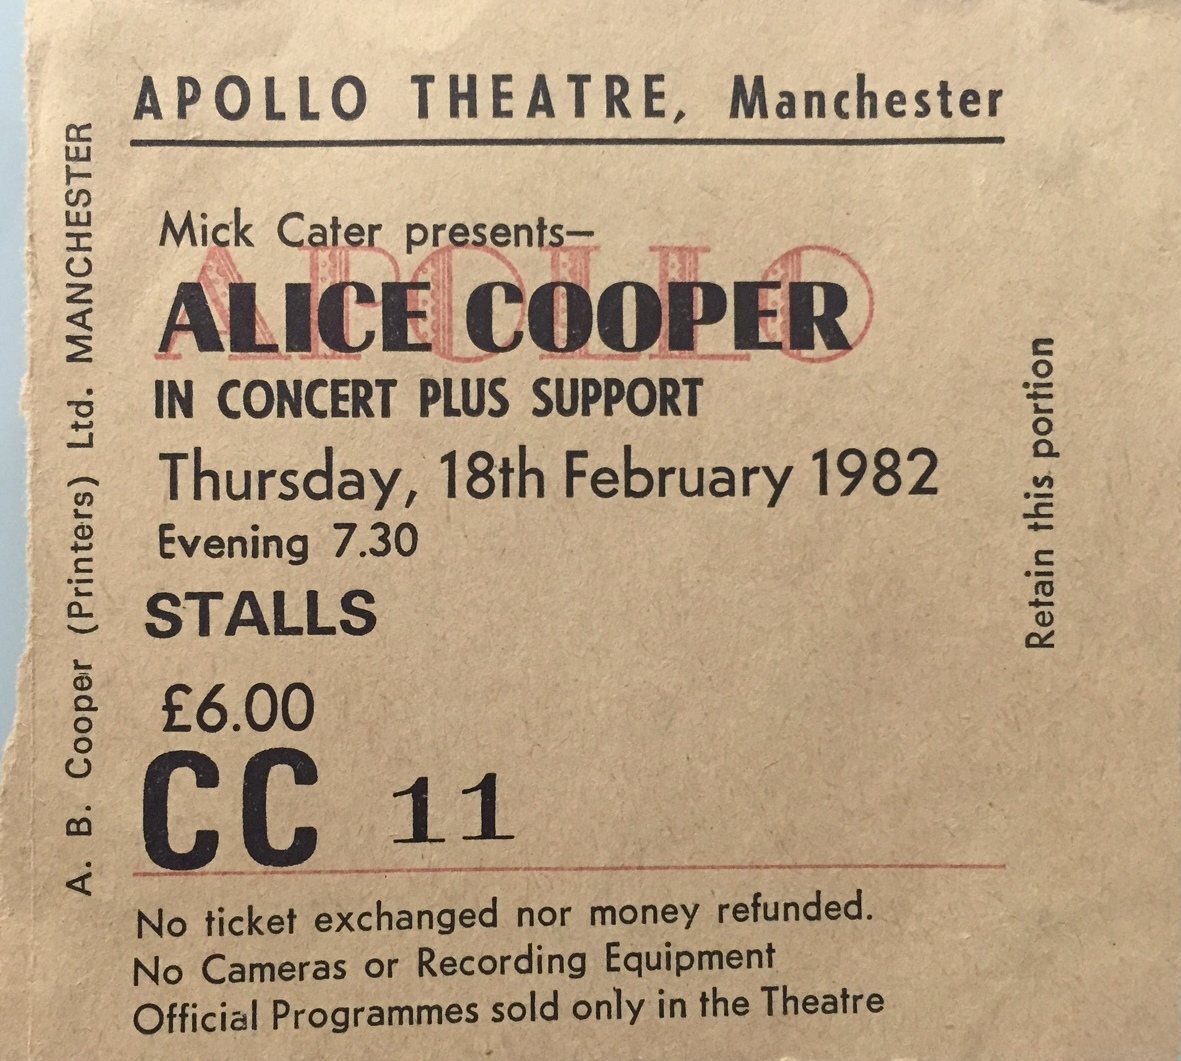 APOLLO THEATRE, Manchester
Mick Cater presents—
APOLLO
ALICE COOPER
IN CONCERT PLUS SUPPORT
Thursday, 18th February 1982
Evening 7.30
STALLS
£6.00
CC 11
No ticket exchanged nor money refunded.
No Cameras or Recording Equipment
Official Programmes sold only in the Theatre
A. B. Cooper (Printers) Ltd. MANCHESTER
Retain this portion